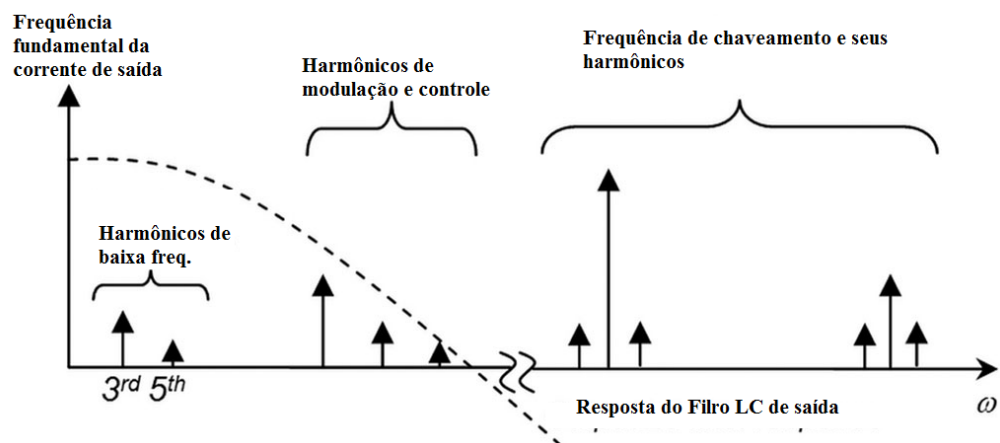 Frequência
fundamental da
corrente de saída
Harmônicos de
modulação e controle
Frequência de chaveamento e seus
harmônicos
Harmônicos de
baixa freq.
3rd 5th
Resposta do Filro LC de saída
ω